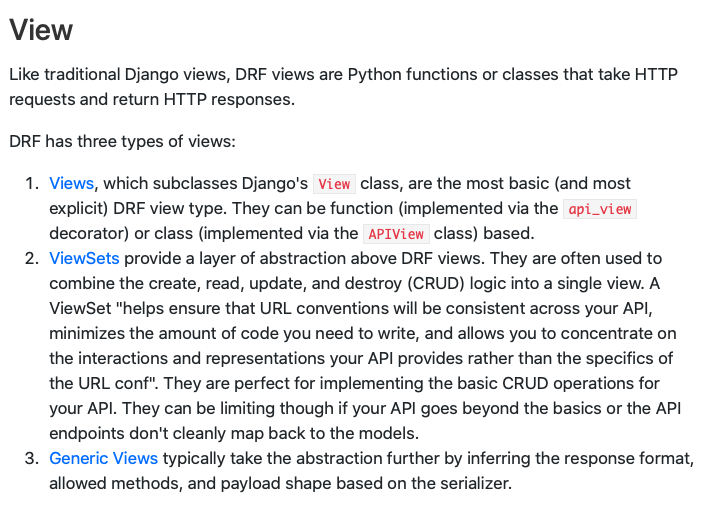 View
Like traditional Django views, DRF views are Python functions or classes that take HTTP
requests and return HTTP responses.
DRF has three types of views:
1. Views, which subclasses Django's View class, are the most basic (and most
explicit) DRF view type. They can be function (implemented via the api_view
decorator) or class (implemented via the APIView class) based.
2. ViewSets provide a layer of abstraction above DRF views. They are often used to
combine the create, read, update, and destroy (CRUD) logic into a single view. A
ViewSet "helps ensure that URL conventions will be consistent across your API,
minimizes the amount of code you need to write, and allows you to concentrate on
the interactions and representations your API provides rather than the specifics of
the URL conf". They are perfect for implementing the basic CRUD operations for
your API. They can be limiting though if your API goes beyond the basics or the API
endpoints don't cleanly map back to the models.
3. Generic Views typically take the abstraction further by inferring the response format,
allowed methods, and payload shape based on the serializer.